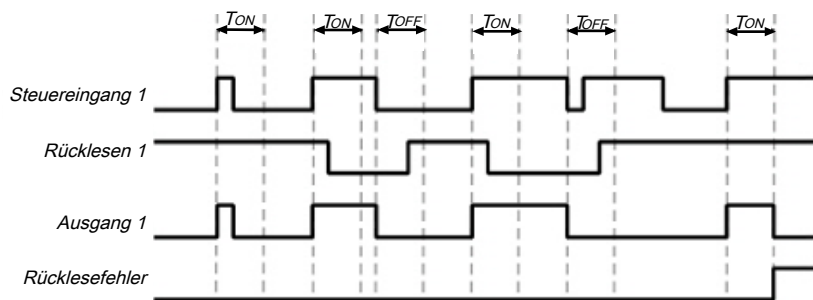 TON TON TOFF TON TOFF TON
Steuereingang 1
Rücklesen 1
Ausgang 1
Rücklesefehler